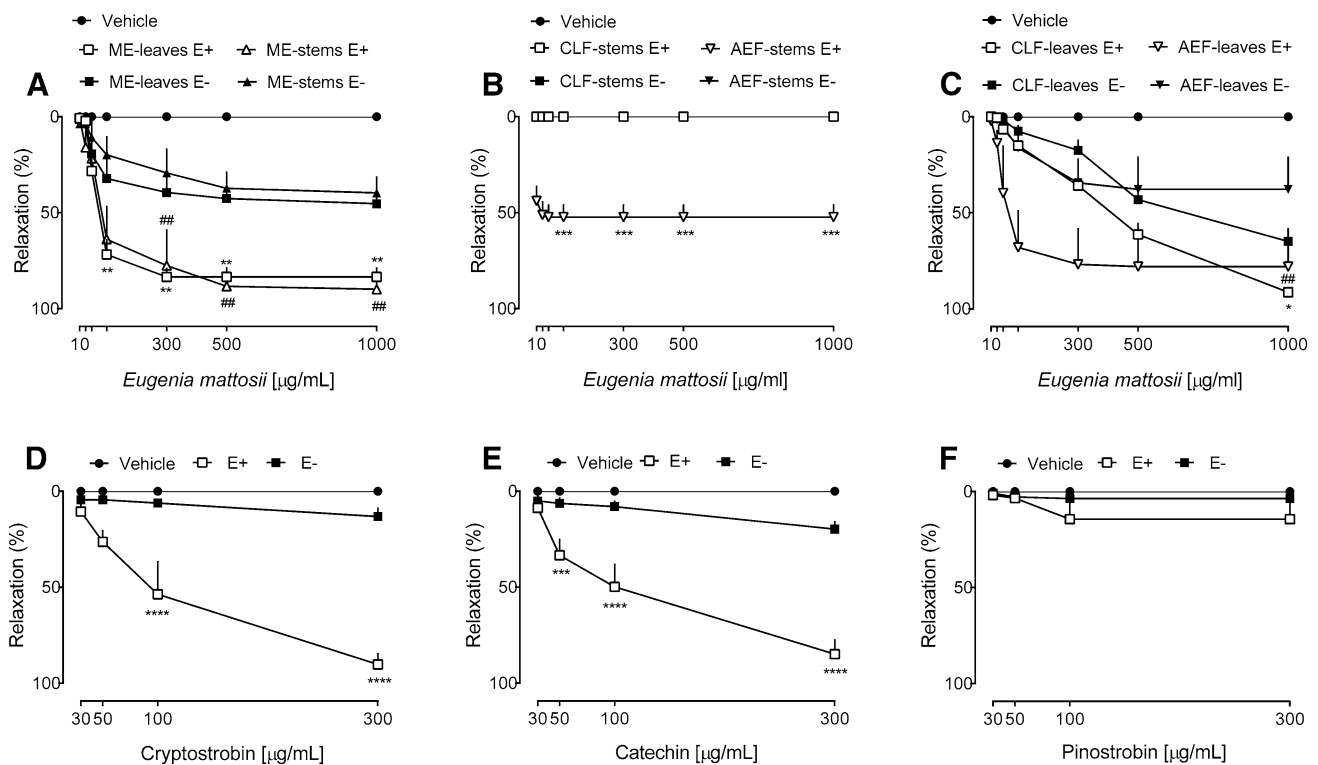 Vehicle
ME-leaves E+ ME-stems E+
ME-leaves E- ME-stems E-
A
0
50
100
Relaxation (%)
**
##
**
**
##
**
##
10 300 500 1000
Eugenia mattosii [µg/mL]
Vehicle
CLF-stems E+ AEF-stems E+
CLF-stems E- AEF-stems E-
B
0
50
100
Relaxation (%)
*** *** *** ***
10 300 500 1000
Eugenia mattosii [µg/ml]
Vehicle
CLF-leaves E+ AEF-leaves E+
CLF-leaves E- AEF-leaves E-
C
0
50
100
Relaxation (%)
##
*
10 300 500 1000
Eugenia mattosii [µg/ml]
D
Vehicle E+ E-
0
50
100
Relaxation (%)
****
****
30 50 100 300
Cryptostrobin [µg/mL]
E
Vehicle E+ E-
0
50
100
Relaxation (%)
***
****
****
30 50 100 300
Catechin [µg/mL]
F
Vehicle E+ E-
0
50
100
Relaxation (%)
30 50 100 300
Pinostrobin [µg/mL]